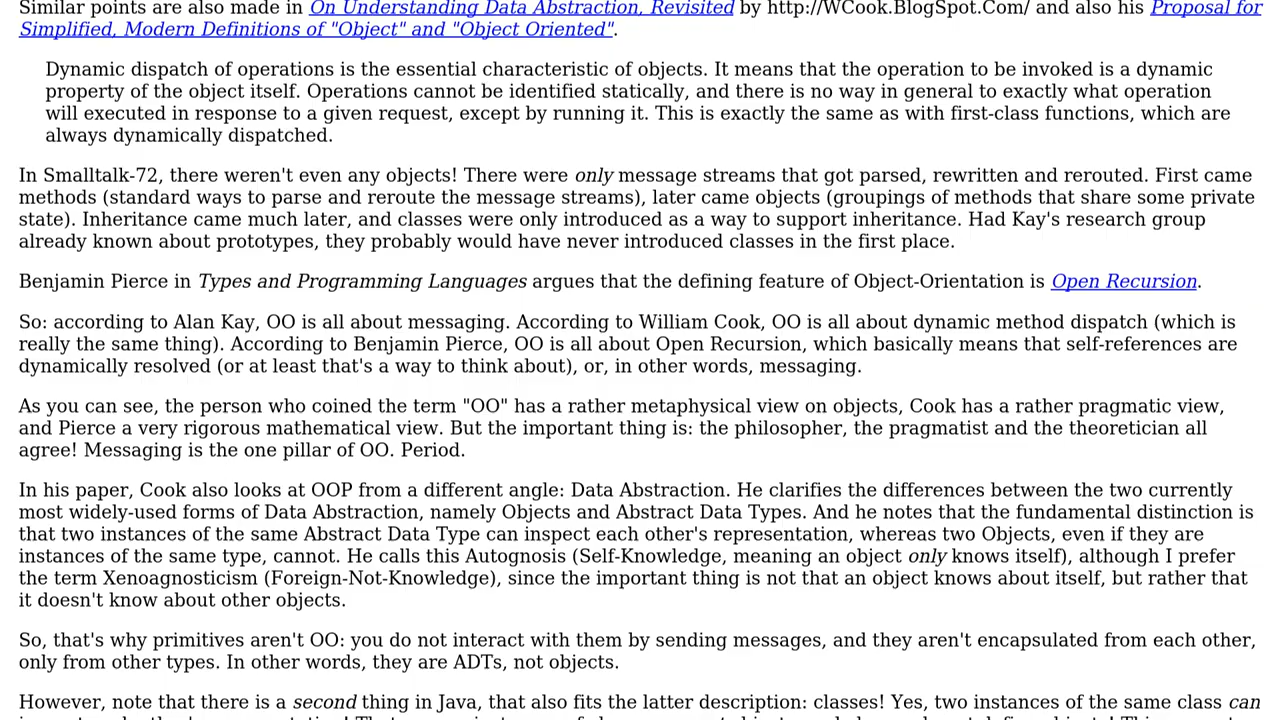 Similar points are also made in On Understanding Data Abstraction, Revisited by http://WCook.BlogSpot.Com/ and also his Proposal for
Simplified, Modern Definitions of "Object" and "Object Oriented".
Dynamic dispatch of operations is the essential characteristic of objects. It means that the operation to be invoked is a dynamic
property of the object itself. Operations cannot be identified statically, and there is no way in general to exactly what operation
will executed in response to a given request, except by running it. This is exactly the same as with first-class functions, which are
always dynamically dispatched.
In Smalltalk-72, there weren't even any objects! There were only message streams that got parsed, rewritten and rerouted. First came
methods (standard ways to parse and reroute the message streams), later came objects (groupings of methods that share some private
state). Inheritance came much later, and classes were only introduced as a way to support inheritance. Had Kay's research group
already known about prototypes, they probably would have never introduced classes in the first place.
Benjamin Pierce in Types and Programming Languages argues that the defining feature of Object-Orientation is Open Recursion.
So: according to Alan Kay, OO is all about messaging. According to William Cook, OO is all about dynamic method dispatch (which is
really the same thing). According to Benjamin Pierce, OO is all about Open Recursion, which basically means that self-references are
dynamically resolved (or at least that's a way to think about), or, in other words, messaging.
As you can see, the person who coined the term "OO" has a rather metaphysical view on objects, Cook has a rather pragmatic view,
and Pierce a very rigorous mathematical view. But the important thing is: the philosopher, the pragmatist and the theoretician all
agree! Messaging is the one pillar of OO. Period.
In his paper, Cook also looks at OOP from a different angle: Data Abstraction. He clarifies the differences between the two currently
most widely-used forms of Data Abstraction, namely Objects and Abstract Data Types. And he notes that the fundamental distinction is
that two instances of the same Abstract Data Type can inspect each other's representation, whereas two Objects, even if they are
instances of the same type, cannot. He calls this Autognosis (Self-Knowledge, meaning an object only knows itself), although I prefer
the term Xenoagnosticism (Foreign-Not-Knowledge), since the important thing is not that an object knows about itself, but rather that
it doesn't know about other objects.
So, that's why primitives aren't OO: you do not interact with them by sending messages, and they aren't encapsulated from each other,
only from other types. In other words, they are ADTs, not objects.
However, note that there is a second thing in Java, that also fits the latter description: classes! Yes, two instances of the same class can